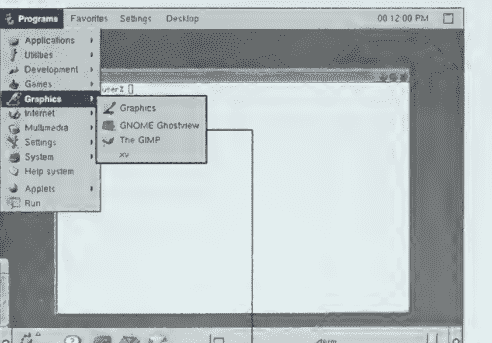 Programs Favorites Settings Desktop 00 12:00 PM
Applications
Utilities
Development
Games
Graphics
Internet
Multimedia
Settings
System
Help system
Applets
Run
user1
Graphics
GNOME Ghostview
The GIMP
xv